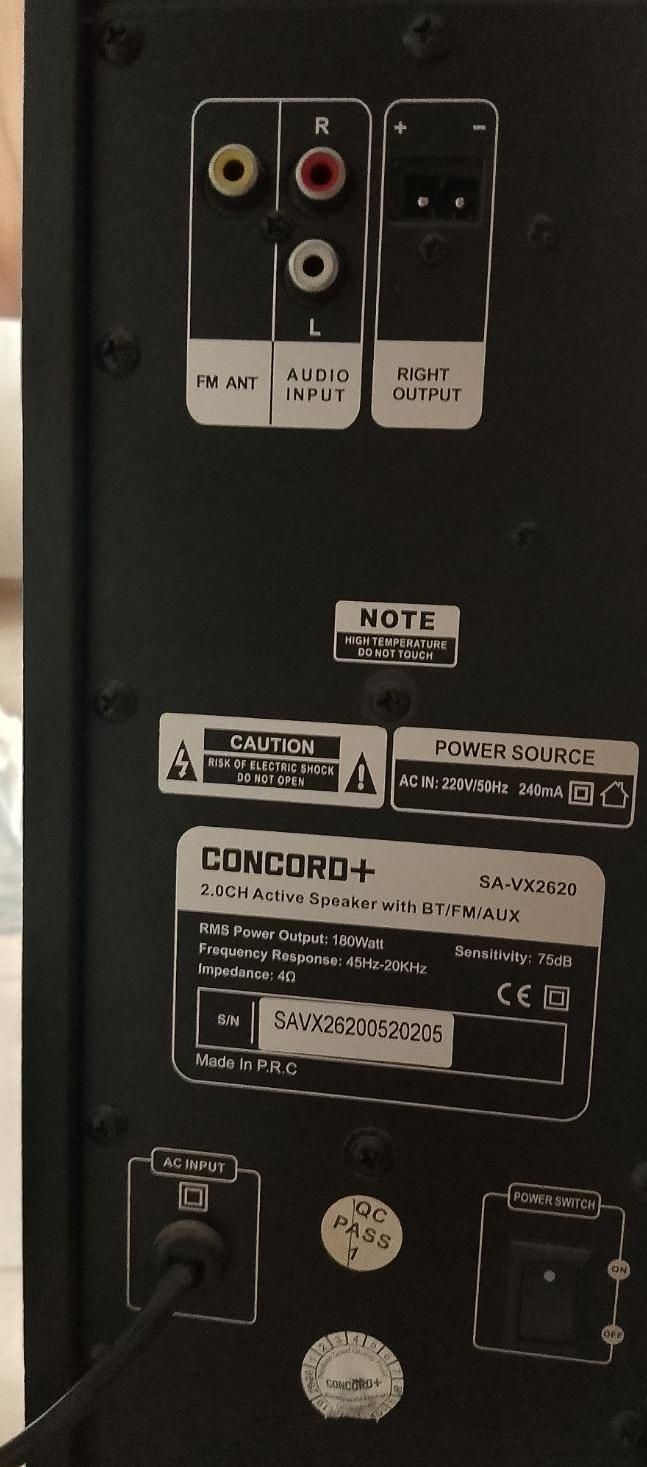 R
+ -
L
FM ANT
AUDIO
INPUT
RIGHT
OUTPUT
NOTE
HIGH TEMPERATURE
DO NOT TOUCH
CAUTION
RISK OF ELECTRIC SHOCK
DO NOT OPEN
POWER SOURCE
AC IN: 220V/50Hz 240mA
CONCORD+
SA-VX2620
2.0CH Active Speaker with BT/FM/AUX
RMS Power Output: 180Watt
Sensitivity: 75dB
Frequency Response: 45Hz-20KHz
Impedance: 4Ω
CE
S/N
SAVX26200520205
Made In P.R.C
AC INPUT
QC
PASS
1
POWER SWITCH
ON
OFF
CONCORD+